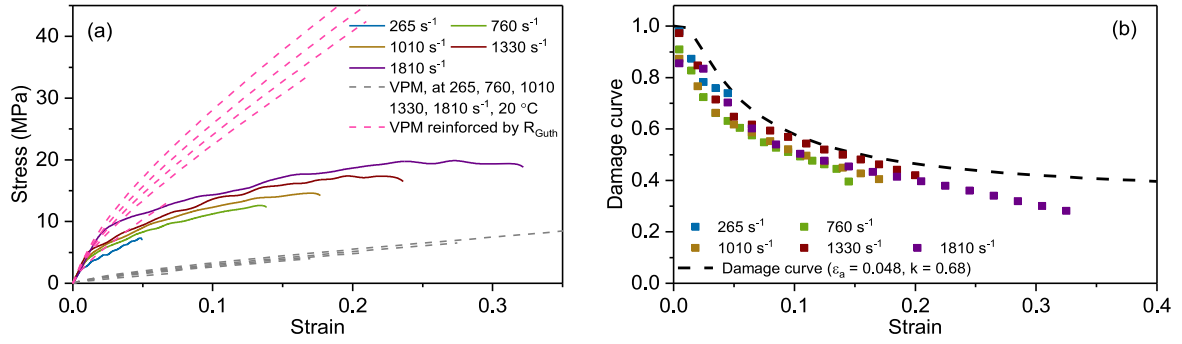 (a)
265 s⁻¹ 760 s⁻¹
1010 s⁻¹ 1330 s⁻¹
1810 s⁻¹
VPM, at 265, 760, 1010
1330, 1810 s⁻¹, 20 °C
VPM reinforced by R_Guth
Stress (MPa)
40
30
20
10
0
0.0 0.1 0.2 0.3
Strain
(b)
Damage curve
1.0
0.8
0.6
0.4
0.2
0.0
265 s⁻¹ 760 s⁻¹
1010 s⁻¹ 1330 s⁻¹ 1810 s⁻¹
Damage curve (ε_a = 0.048, k = 0.68)
0.0 0.1 0.2 0.3 0.4
Strain